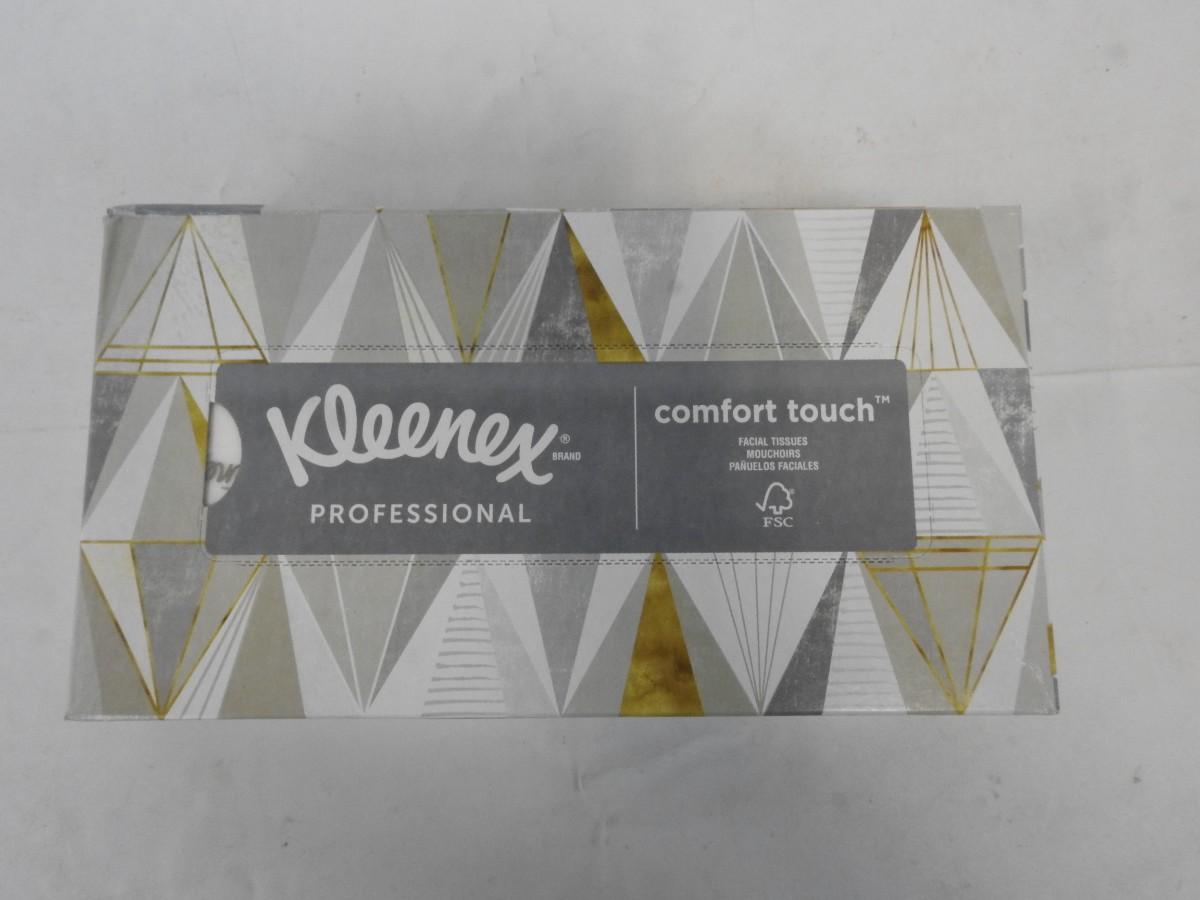 Kleenex®
BRAND
PROFESSIONAL
comfort touch™
FACIAL TISSUES
MOUCHOIRS
PAÑUELOS FACIALES
FSC®